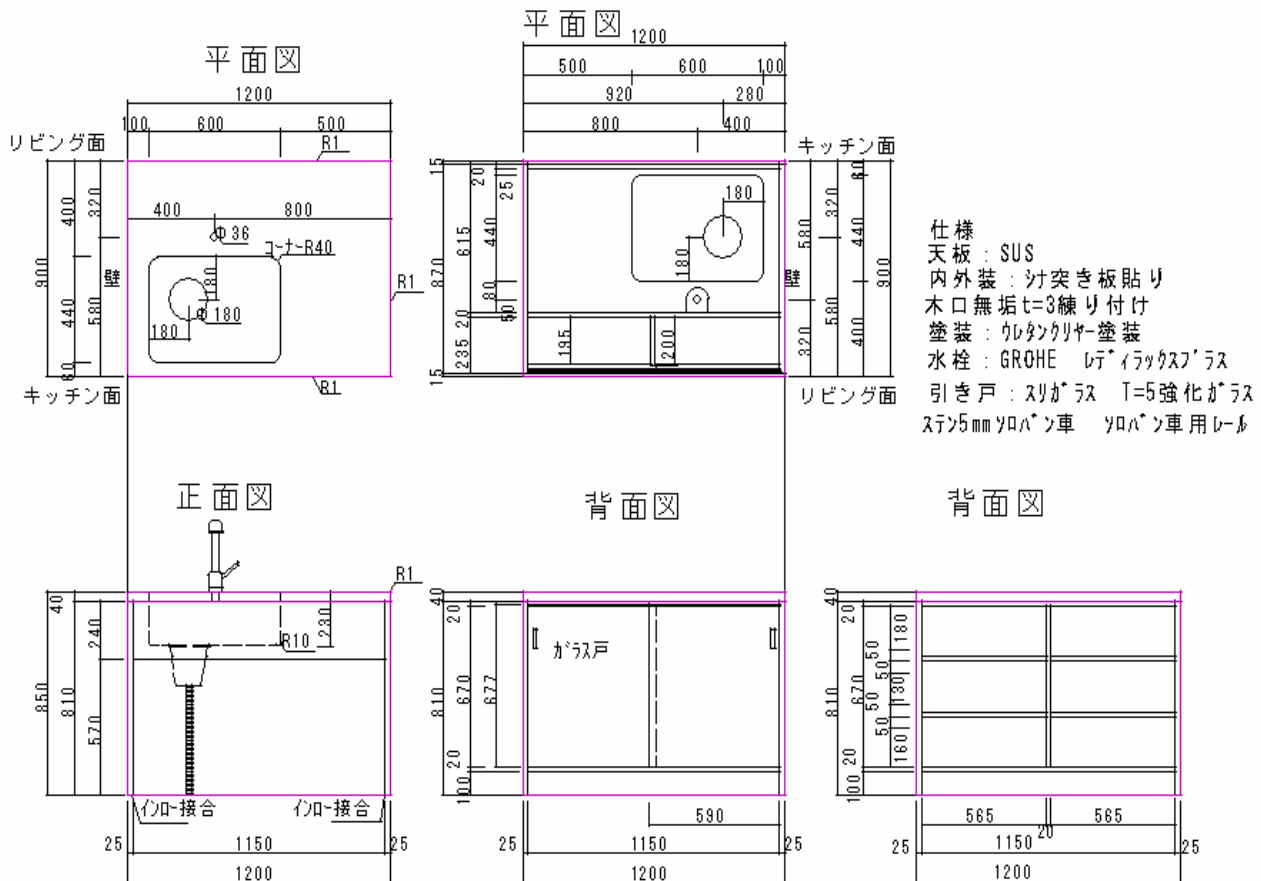 平面図
1200
100 600 500
リビング面
R1
400 800
Φ36
コーナーR40
壁
R1
180
Φ180
180
900
400
440
60
320
580
キッチン面
R1
平面図
1200
500 600 100
920 280
800 400
キッチン面
15
870
15
20
615
20
235
25
440
80
50
180
180
195
200
壁
580
320
320
580
60
440
400
900
リビング面
仕様
天板：SUS
内外装：ｼﾅ突き板貼り
木口無垢t=3練り付け
塗装：ｳﾚﾀﾝｸﾘﾔｰ塗装
水栓：GROHE ﾚﾃﾞｨﾗｯｸｽﾌﾟﾗｽ
引き戸：ｽﾘｶﾞﾗｽ T=5強化ｶﾞﾗｽ
ｽﾃﾝ5mmｿﾛﾊﾞﾝ車 ｿﾛﾊﾞﾝ車用ﾚｰﾙ
正面図
R1
40
240
230
R10
850
810
570
ｲﾝﾛｰ接合 ｲﾝﾛｰ接合
25 1150 25
1200
背面図
40
20
ｶﾞﾗｽ戸
810
670
677
20
100
590
25 1150 25
1200
背面図
40
20
180
50
50
130
50
50
160
810
670
20
100
565 20 565
25 1150 25
1200